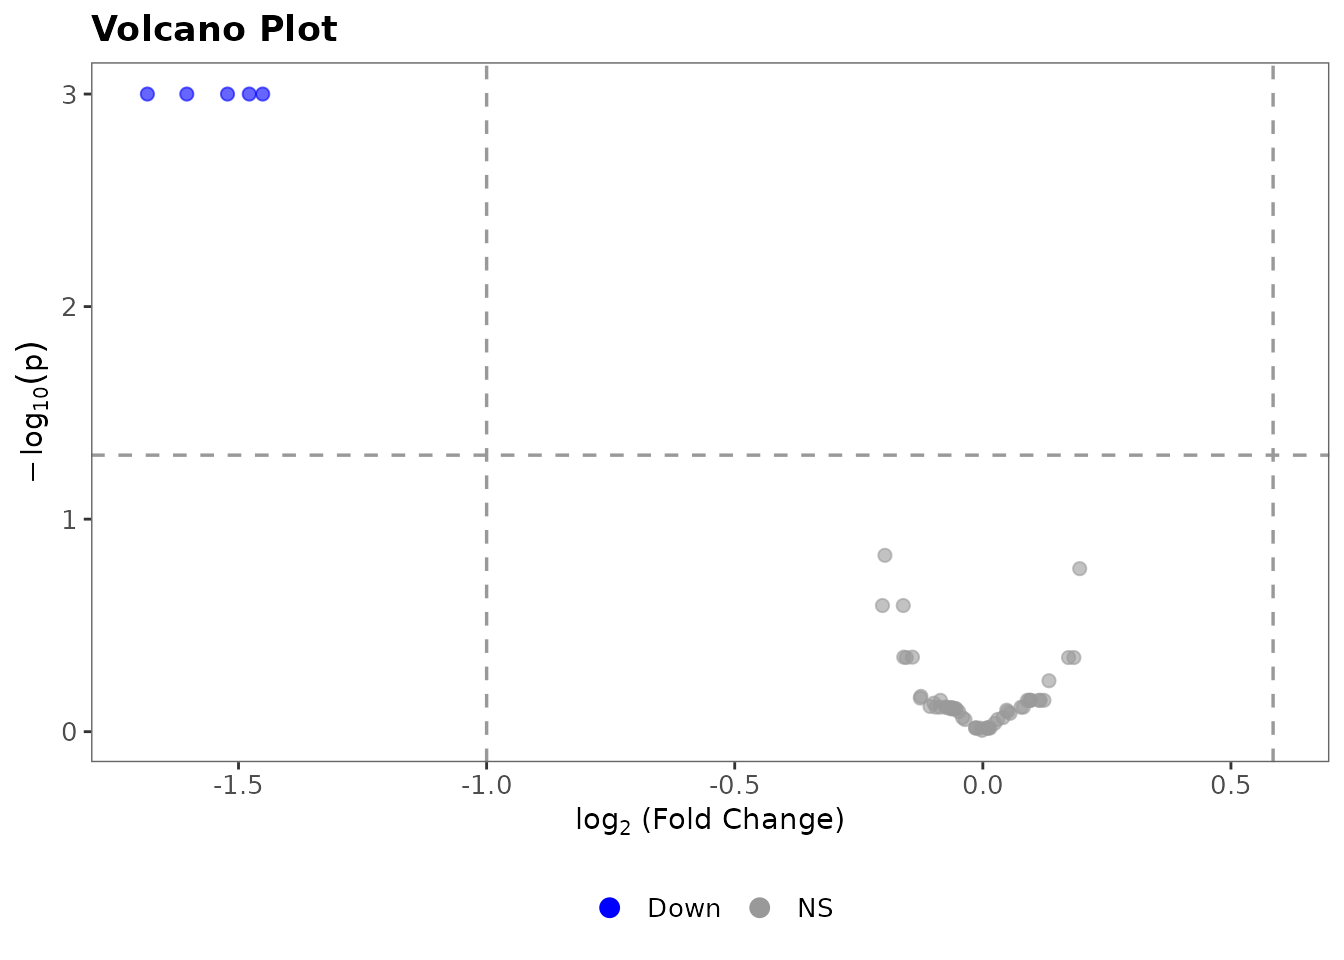 Volcano Plot
3
2
1
0
−log₁₀(p)
-1.5 -1.0 -0.5 0.0 0.5
log₂ (Fold Change)
Down NS